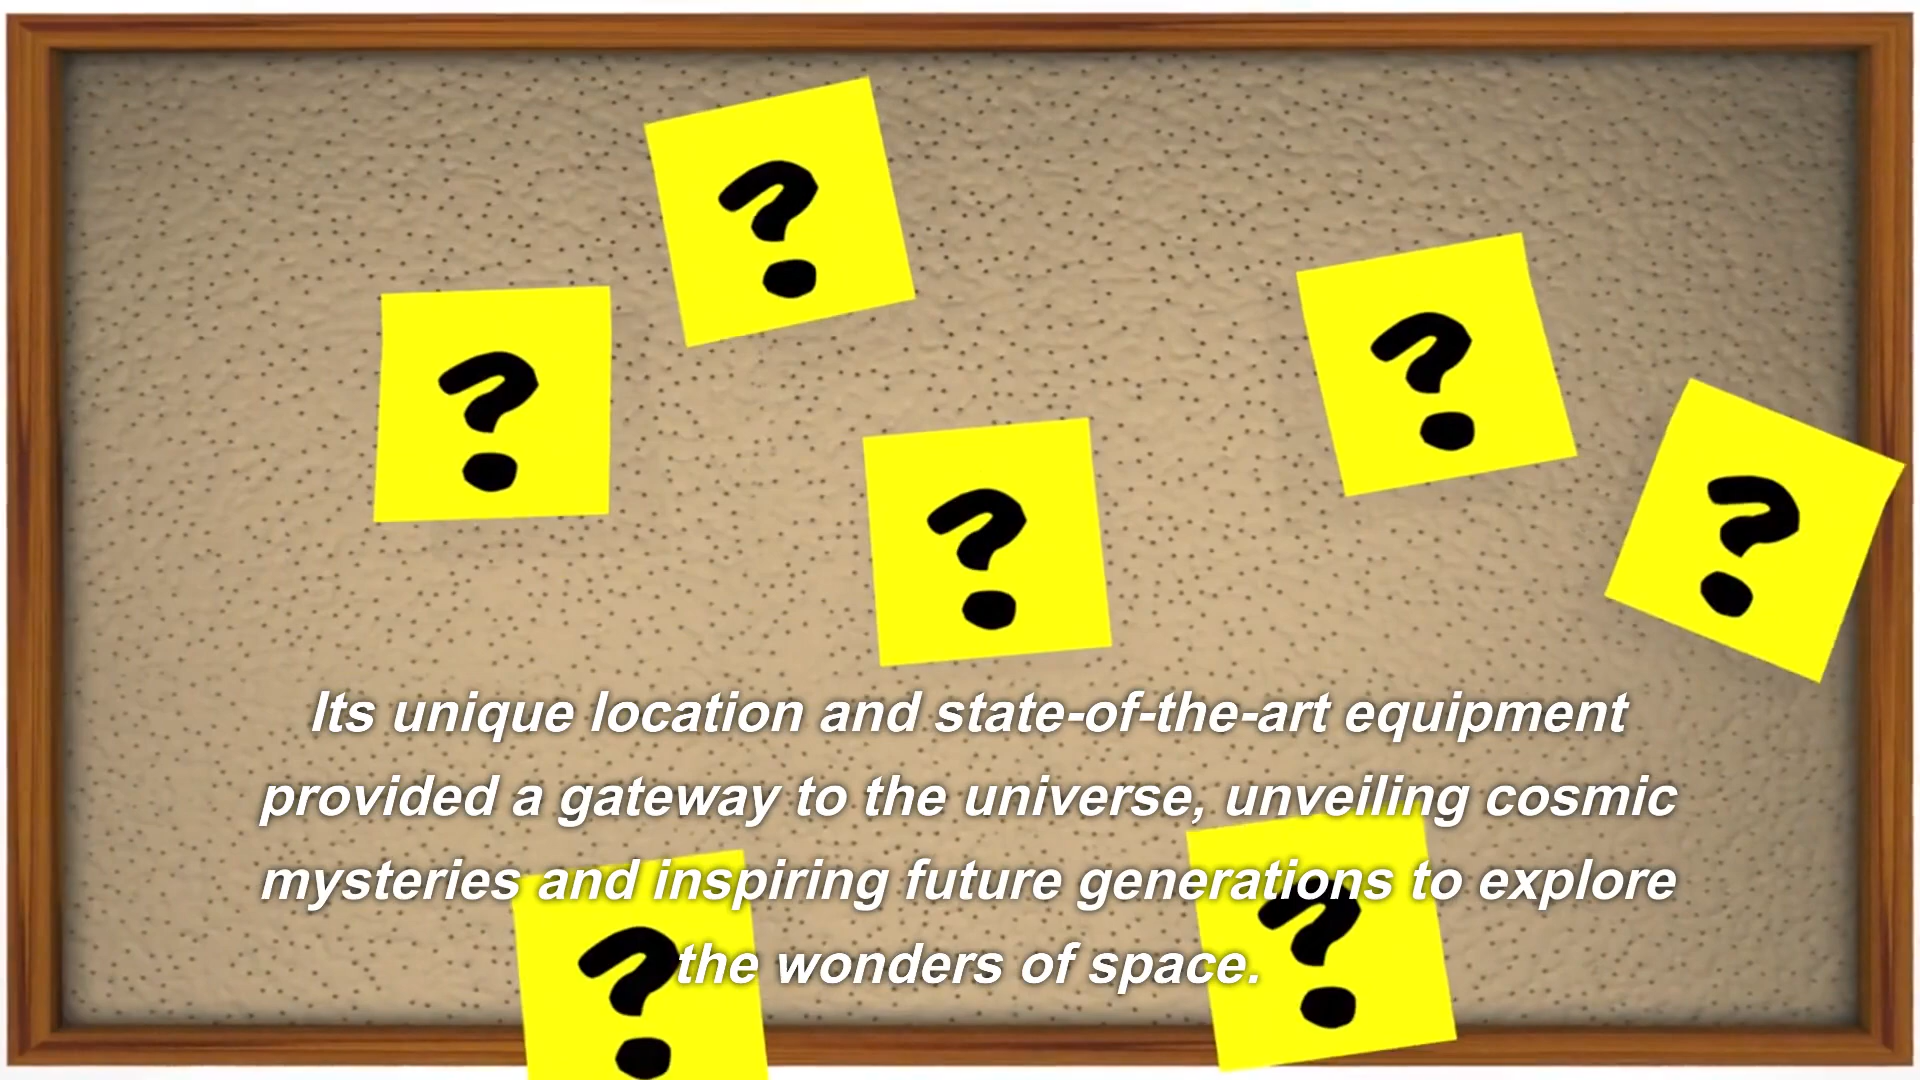 ?
?
?
?
?
Its unique location and state-of-the-art equipment
provided a gateway to the universe, unveiling cosmic
mysteries and inspiring future generations to explore
the wonders of space.
?
?